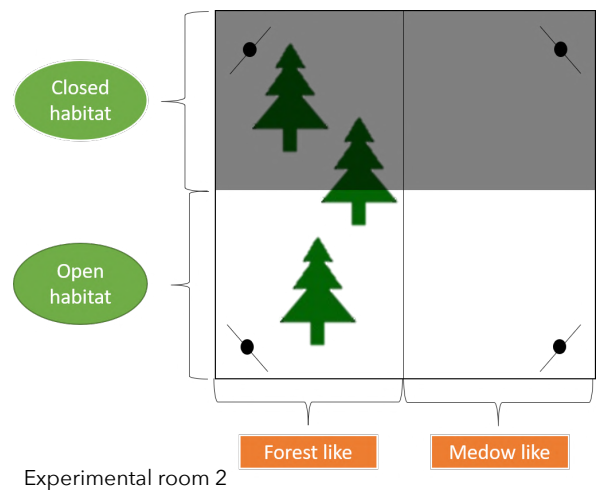 Closed
habitat
Open
habitat
Forest like
Medow like
Experimental room 2